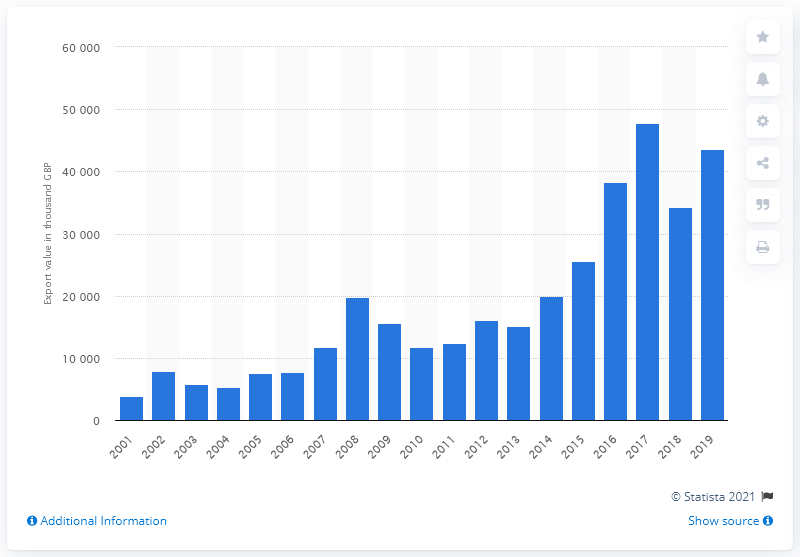 60 000
50 000
40 000
30 000
20 000
10 000
0
Export value in thousand GBP
2001 2002 2003 2004 2005 2006 2007 2008 2009 2010 2011 2012 2013 2014 2015 2016 2017 2018 2019
© Statista 2021
Additional Information
Show source